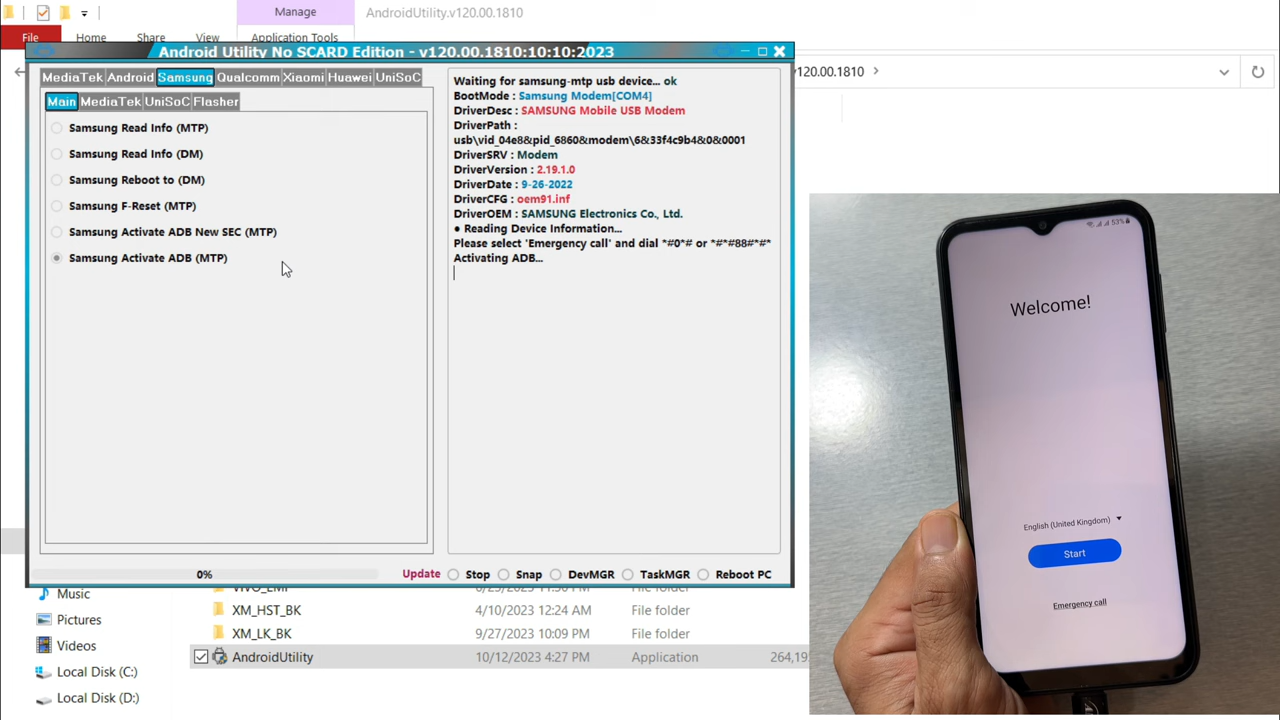 Manage
AndroidUtility.v120.00.1810
File
Home
Share
View
Application Tools
Android Utility No SCARD Edition - v120.00.1810:10:10:2023
v120.00.1810
MediaTek
Android
Samsung
Qualcomm
Xiaomi
Huawei
UniSoC
Main
MediaTek
UniSoC
Flasher
Samsung Read Info (MTP)
Samsung Read Info (DM)
Samsung Reboot to (DM)
Samsung F-Reset (MTP)
Samsung Activate ADB New SEC (MTP)
Samsung Activate ADB (MTP)
Waiting for samsung-mtp usb device... ok
BootMode : Samsung Modem[COM4]
DriverDesc : SAMSUNG Mobile USB Modem
DriverPath :
usb\vid_04e8&pid_6860&modem\6&33f4c9b4&0&0001
DriverSRV : Modem
DriverVersion : 2.19.1.0
DriverDate : 9-26-2022
DriverCFG : oem91.inf
DriverOEM : SAMSUNG Electronics Co., Ltd.
● Reading Device Information...
Please select 'Emergency call' and dial *#0*# or *#*#88#*#*
Activating ADB...
0%
Update
Stop
Snap
DevMGR
TaskMGR
Reboot PC
Music
Pictures
Videos
Local Disk (C:)
Local Disk (D:)
XM_HST_BK 4/10/2023 12:24 AM File folder
XM_LK_BK 9/27/2023 10:09 PM File folder
AndroidUtility 10/12/2023 4:27 PM Application 264,19
53%
Welcome!
English (United Kingdom)
Start
Emergency call